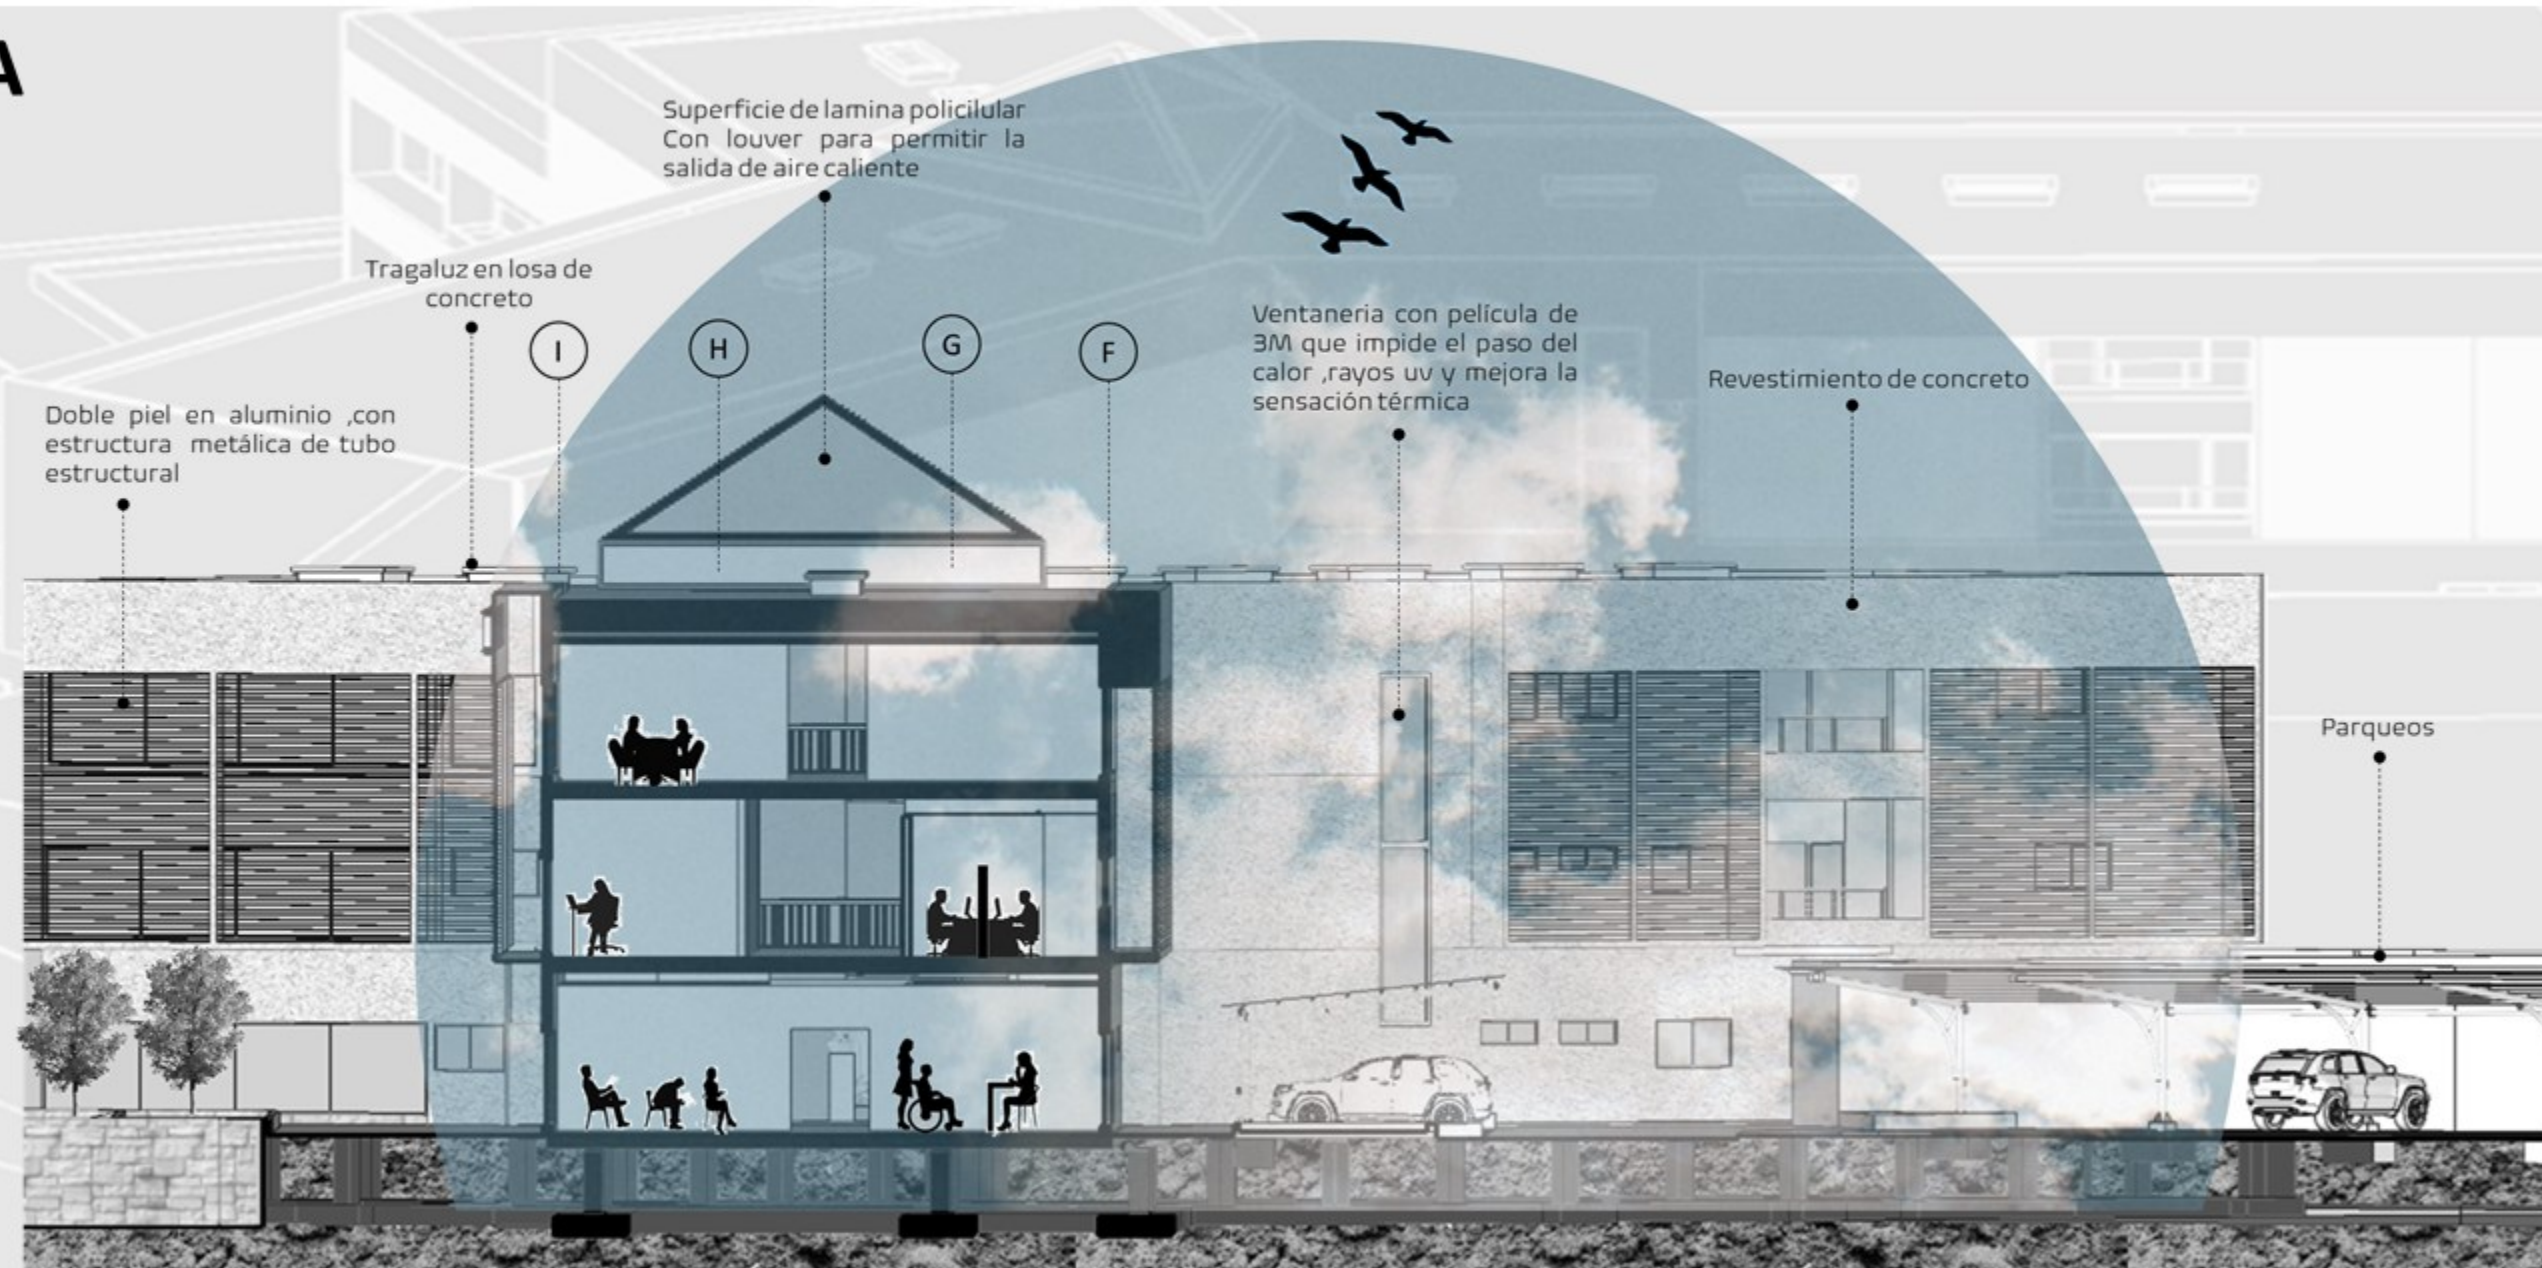 A
Superficie de lamina policilular
Con louver para permitir la
salida de aire caliente
Tragaluz en losa de
concreto
I
H
G
F
Ventaneria con película de
3M que impide el paso del
calor ,rayos uv y mejora la
sensación térmica
Revestimiento de concreto
Doble piel en aluminio ,con
estructura metálica de tubo
estructural
Parqueos